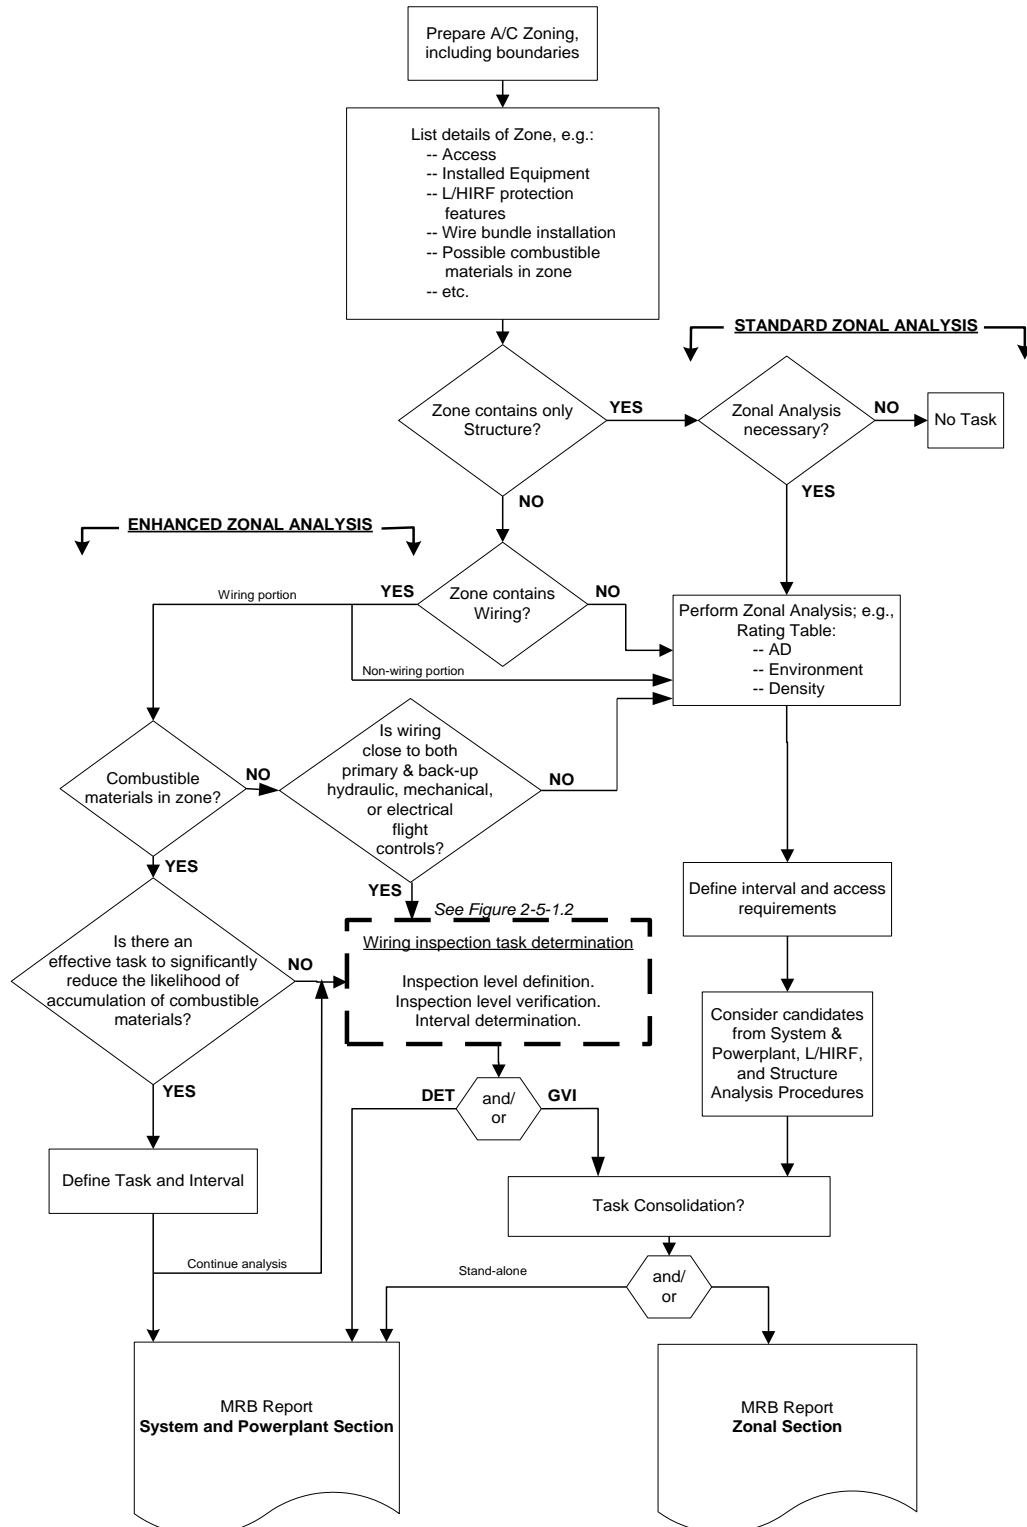 Prepare A/C Zoning,
including boundaries
List details of Zone, e.g.:
-- Access
-- Installed Equipment
-- L/HIRF protection
features
-- Wire bundle installation
-- Possible combustible
materials in zone
-- etc.
STANDARD ZONAL ANALYSIS
Zone contains only
Structure?
YES
Zonal Analysis
necessary?
NO
No Task
YES
NO
ENHANCED ZONAL ANALYSIS
Zone contains
Wiring?
YES
NO
Wiring portion
Non-wiring portion
Perform Zonal Analysis; e.g.,
Rating Table:
-- AD
-- Environment
-- Density
Combustible
materials in zone?
NO
Is wiring
close to both
primary & back-up
hydraulic, mechanical,
or electrical
flight
controls?
NO
YES
YES
See Figure 2-5-1.2
Define interval and access
requirements
Is there an
effective task to significantly
reduce the likelihood of
accumulation of combustible
materials?
NO
Wiring inspection task determination
Inspection level definition.
Inspection level verification.
Interval determination.
Consider candidates
from System &
Powerplant, L/HIRF,
and Structure
Analysis Procedures
YES
DET
and/
or
GVI
Define Task and Interval
Task Consolidation?
Continue analysis
Stand-alone
and/
or
MRB Report
System and Powerplant Section
MRB Report
Zonal Section